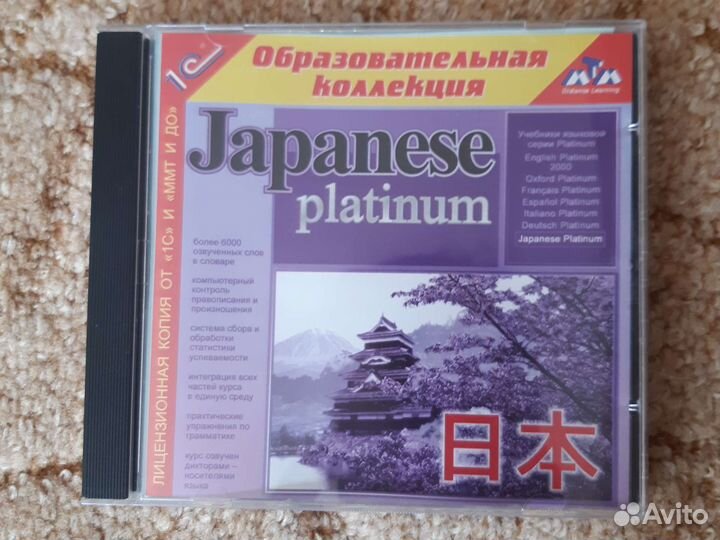 1С
Образовательная
коллекция
МТМ
Distance Learning
ЛИЦЕНЗИОННАЯ КОПИЯ ОТ «1С» И «ММТ И ДО»
Japanese
platinum
Учебники языковой
серии Platinum
English Platinum
2000
Oxford Platinum
Français Platinum
Español Platinum
Italiano Platinum
Deutsch Platinum
Japanese Platinum
более 6000
озвученных слов
в словаре
компьютерный
контроль
правописания и
произношения
система сбора и
обработки
статистики
успеваемости
интеграция всех
частей курса
в единую среду
практические
упражнения по
грамматике
курс озвучен
дикторами –
носителями
языка
日本
Avito